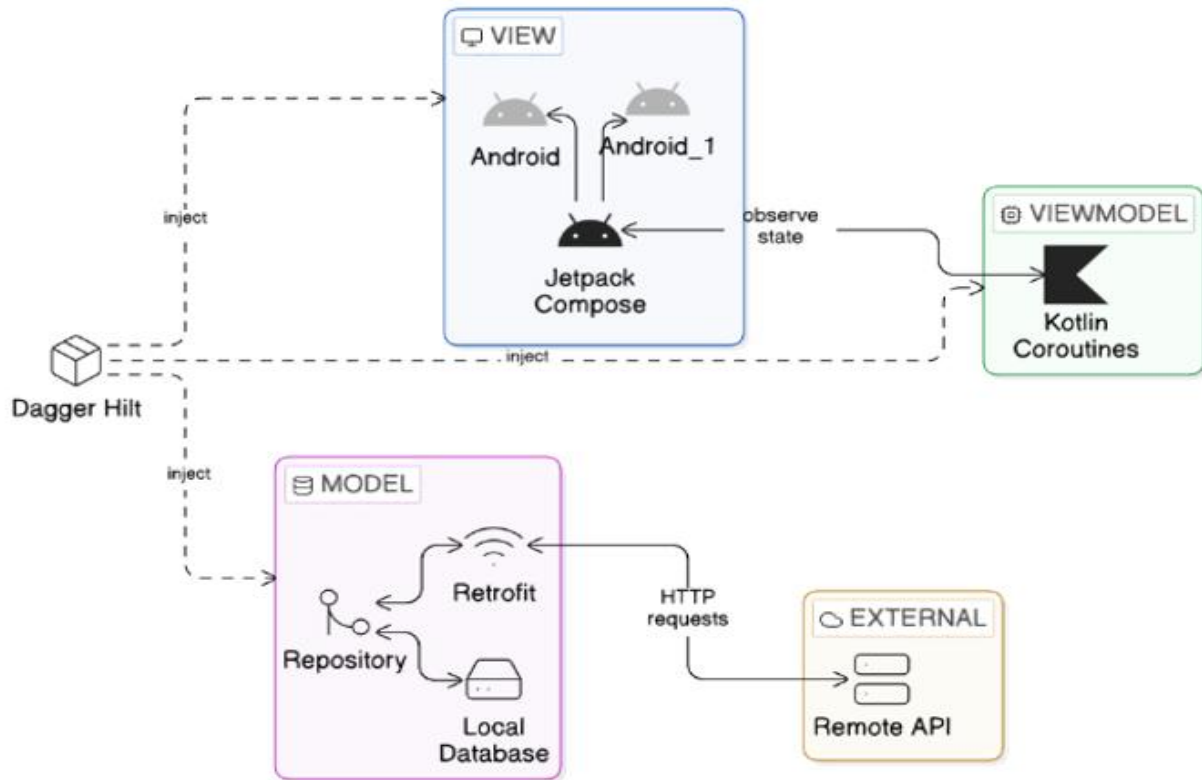 VIEW
Android
Android_1
inject
observe
state
VIEWMODEL
Jetpack
Compose
Kotlin
Coroutines
inject
Dagger Hilt
inject
MODEL
Retrofit
HTTP
requests
EXTERNAL
Repository
Local
Database
Remote API